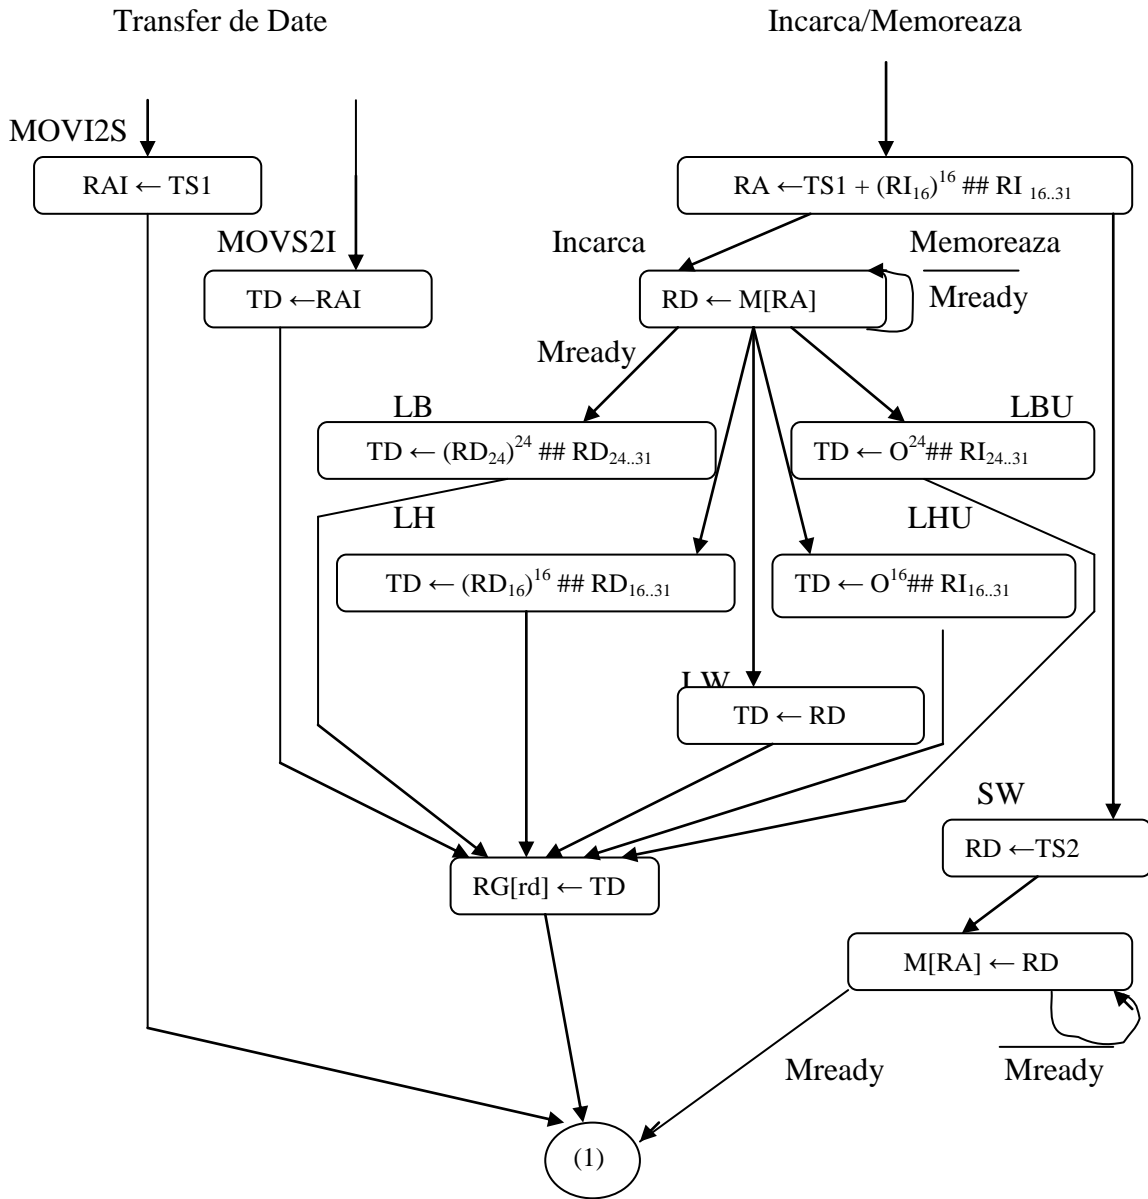 Transfer de Date
Incarca/Memoreaza
MOVI2S
RAI ← TS1
RA ←TS1 + (RI₁₆)¹⁶ ## RI ₁₆..₃₁
MOVS2I
Incarca
Memoreaza
TD ←RAI
RD ← M[RA]
Mready
Mready
LB
LBU
TD ← (RD₂₄)²⁴ ## RD₂₄..₃₁
TD ← O²⁴## RI₂₄..₃₁
LH
LHU
TD ← (RD₁₆)¹⁶ ## RD₁₆..₃₁
TD ← O¹⁶## RI₁₆..₃₁
LW
TD ← RD
SW
RD ←TS2
RG[rd] ← TD
M[RA] ← RD
Mready
Mready
(1)